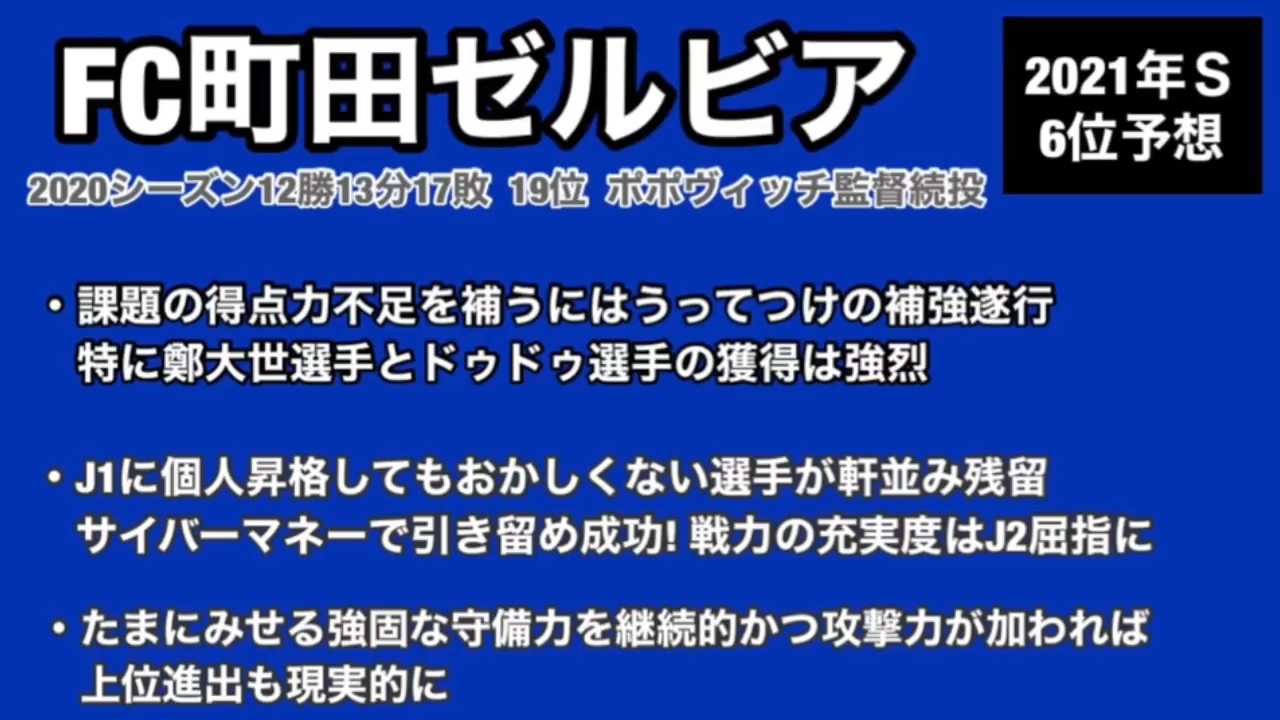 FC町田ゼルビア
2021年S
6位予想
2020シーズン12勝13分17敗 19位 ポポヴィッチ監督続投
・課題の得点力不足を補うにはうってつけの補強遂行
特に鄭大世選手とドゥドゥ選手の獲得は強烈
・J1に個人昇格してもおかしくない選手が軒並み残留
サイバーマネーで引き留め成功! 戦力の充実度はJ2屈指に
・たまにみせる強固な守備力を継続的かつ攻撃力が加われば
上位進出も現実的に